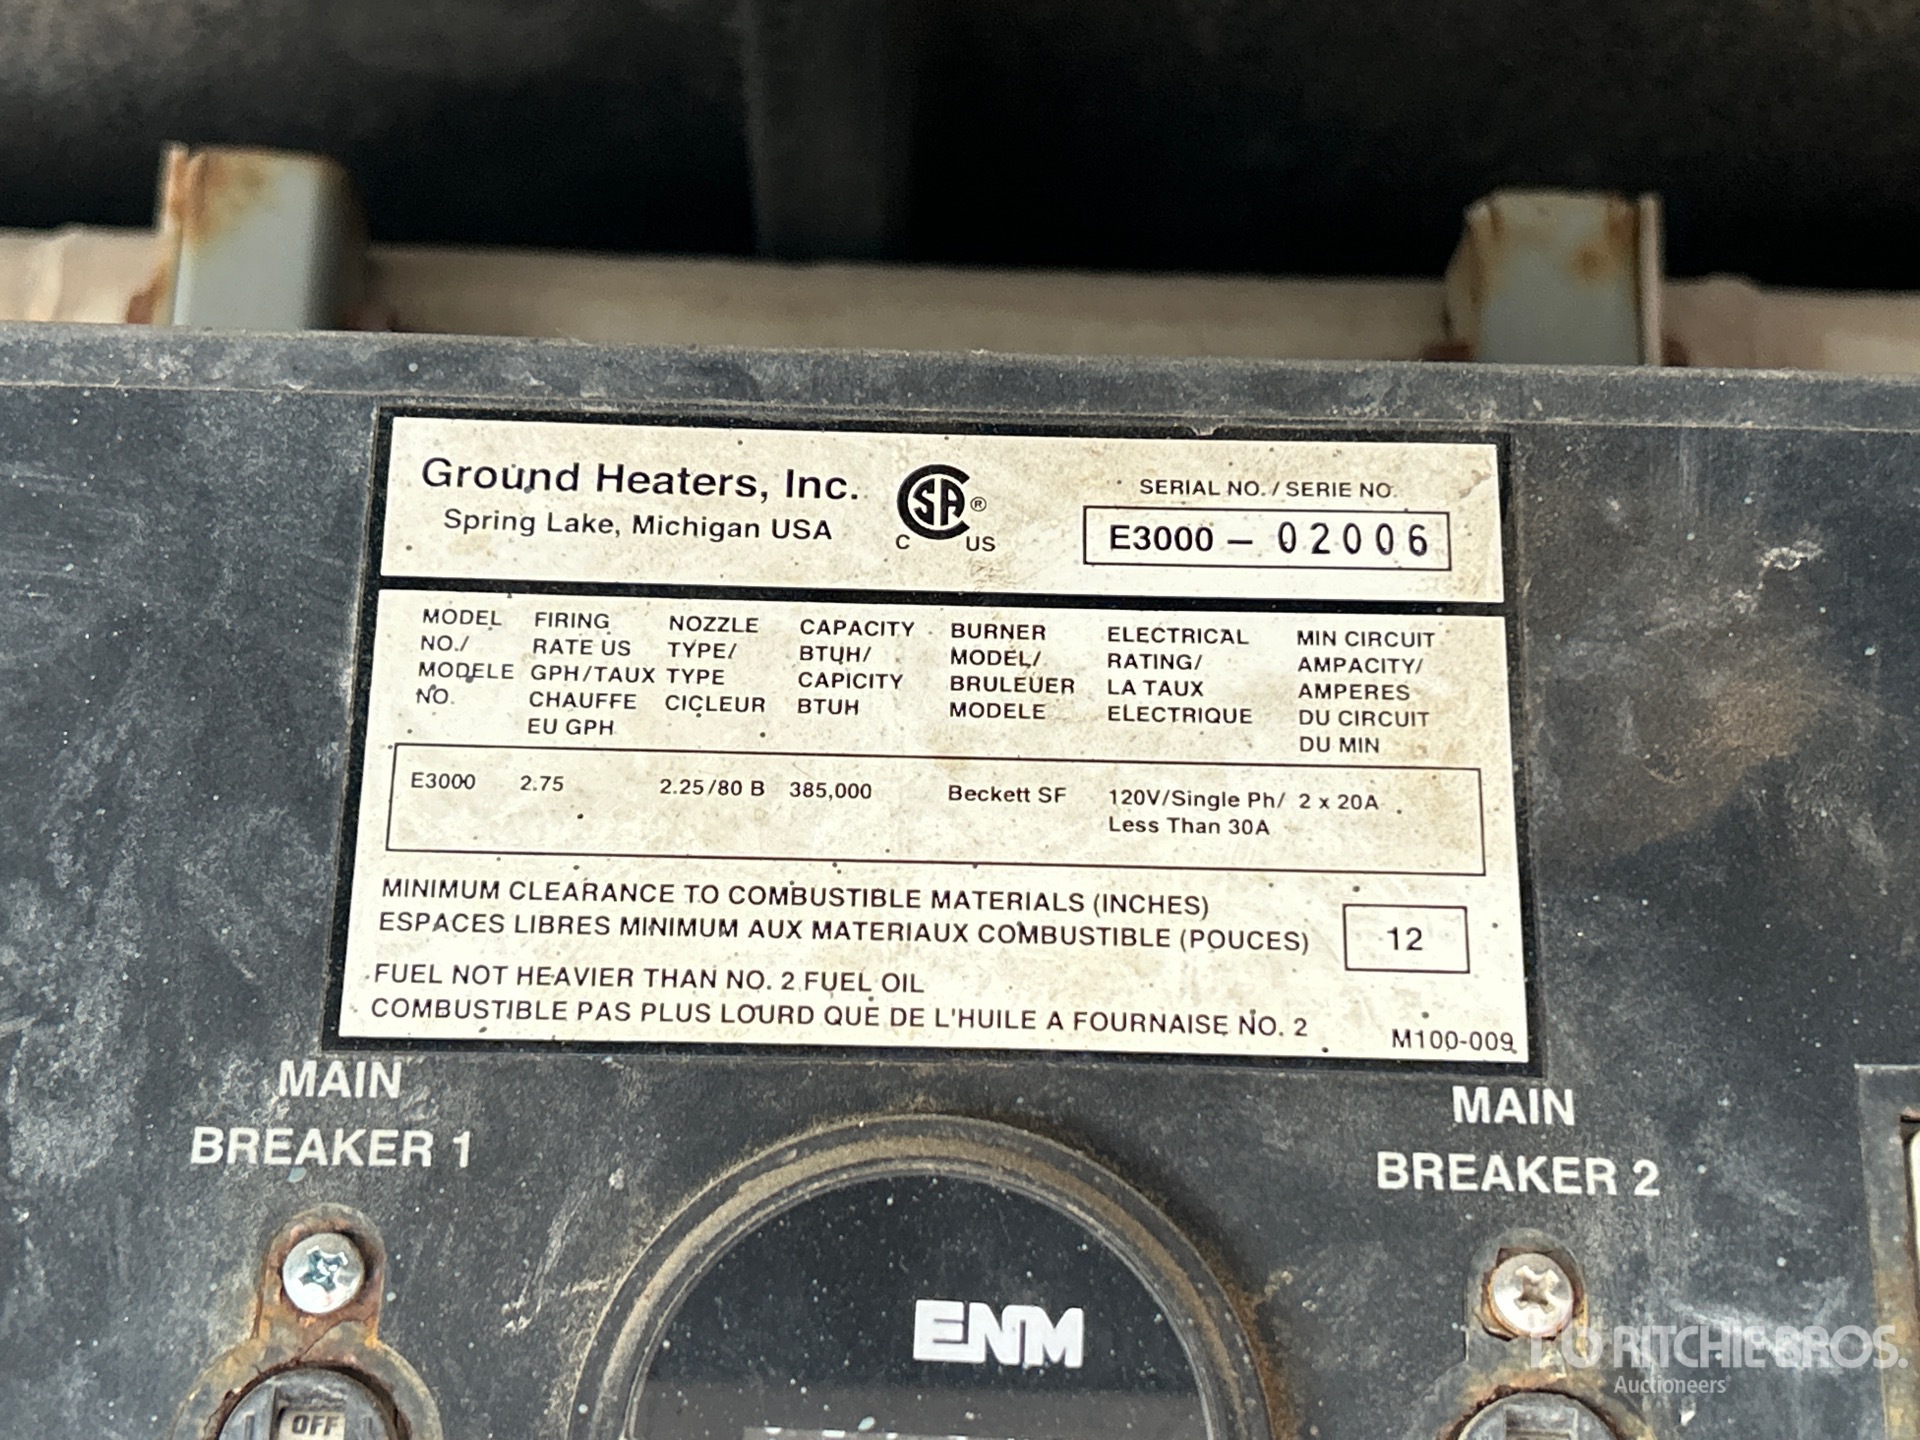 Ground Heaters, Inc.
Spring Lake, Michigan USA
CSA ®
C US
SERIAL NO. / SERIE NO.
E3000 – 02006
MODEL NO./ MODELE NO.
FIRING RATE US GPH/TAUX CHAUFFE EU GPH
NOZZLE TYPE/ TYPE CICLEUR
CAPACITY BTUH/ CAPICITY BTUH
BURNER MODEL/ BRULEUER MODELE
ELECTRICAL RATING/ LA TAUX ELECTRIQUE
MIN CIRCUIT AMPACITY/ AMPERES DU CIRCUIT DU MIN
E3000 2.75 2.25/80 B 385,000 Beckett SF 120V/Single Ph/ 2 x 20A
Less Than 30A
MINIMUM CLEARANCE TO COMBUSTIBLE MATERIALS (INCHES)
ESPACES LIBRES MINIMUM AUX MATERIAUX COMBUSTIBLE (POUCES)
12
FUEL NOT HEAVIER THAN NO. 2 FUEL OIL
COMBUSTIBLE PAS PLUS LOURD QUE DE L'HUILE A FOURNAISE NO. 2
M100-009
MAIN
BREAKER 1
MAIN
BREAKER 2
ENM
OFF
RITCHIE BROS.
Auctioneers